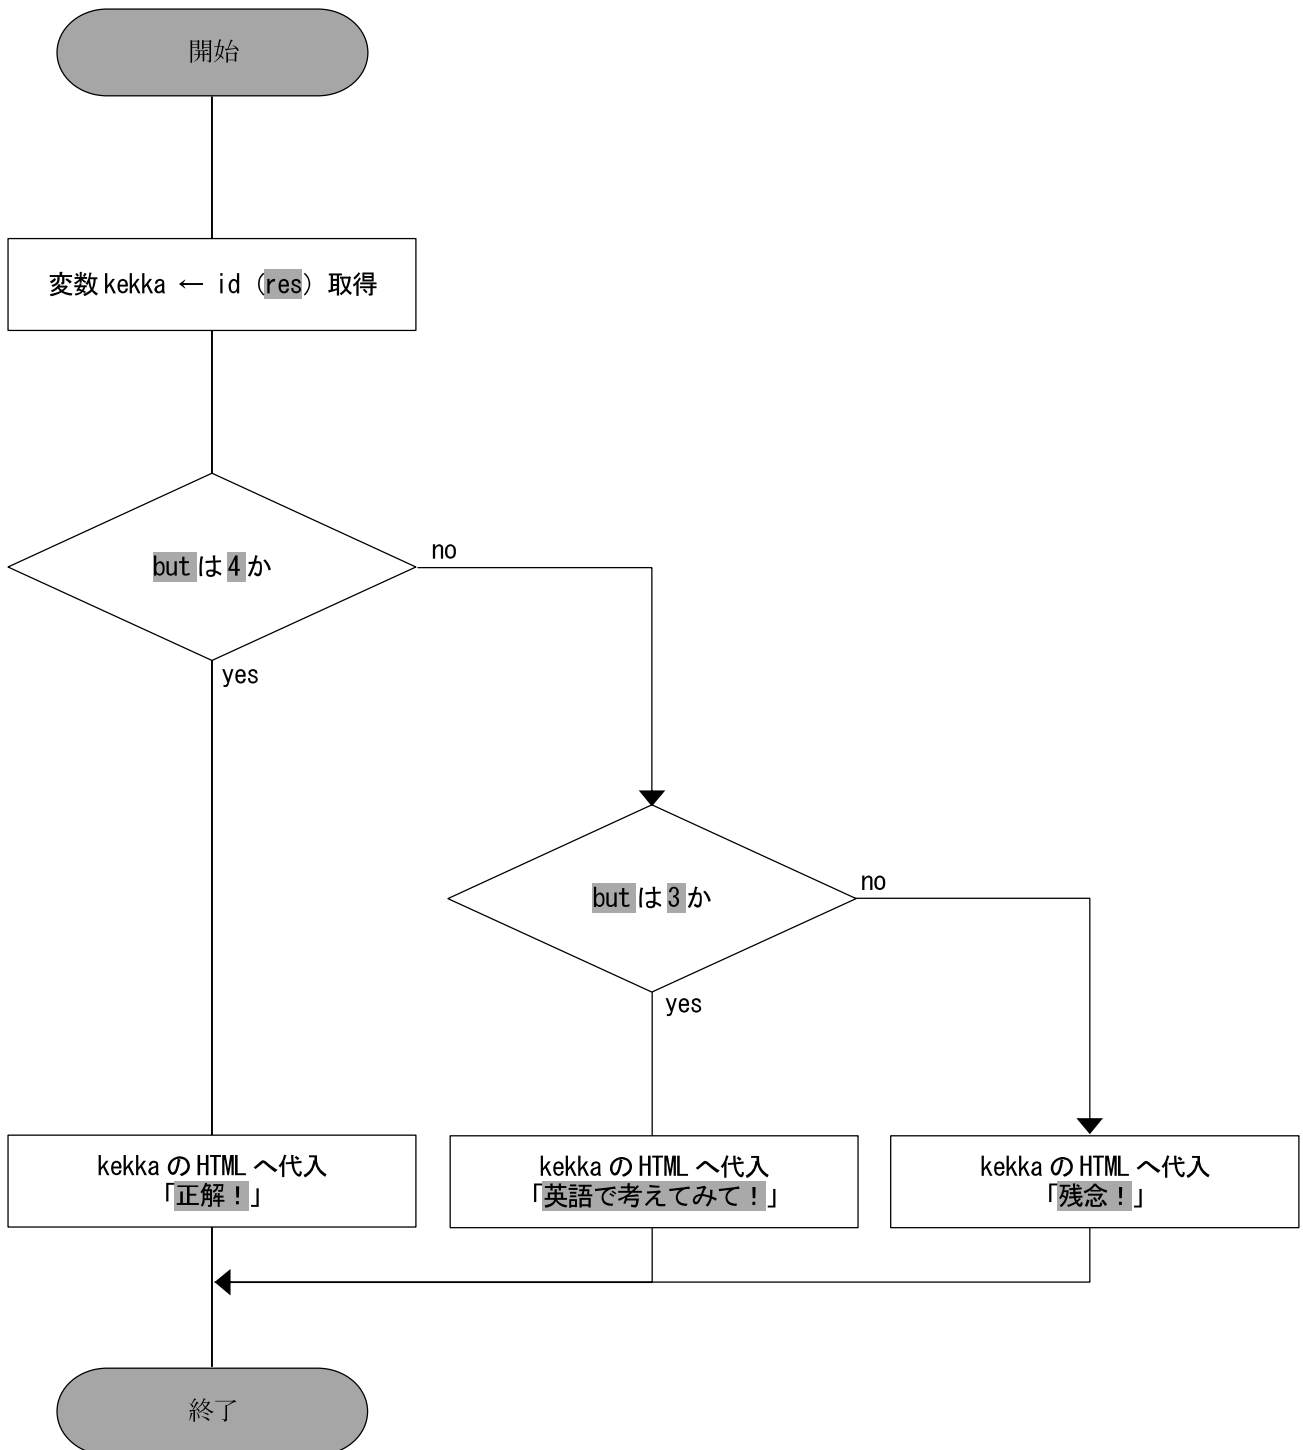 開始
変数 kekka ← id（res）取得
but は 4 か
no
yes
but は 3 か
no
yes
kekka の HTML へ代入
「正解！」
kekka の HTML へ代入
「英語で考えてみて！」
kekka の HTML へ代入
「残念！」
終了